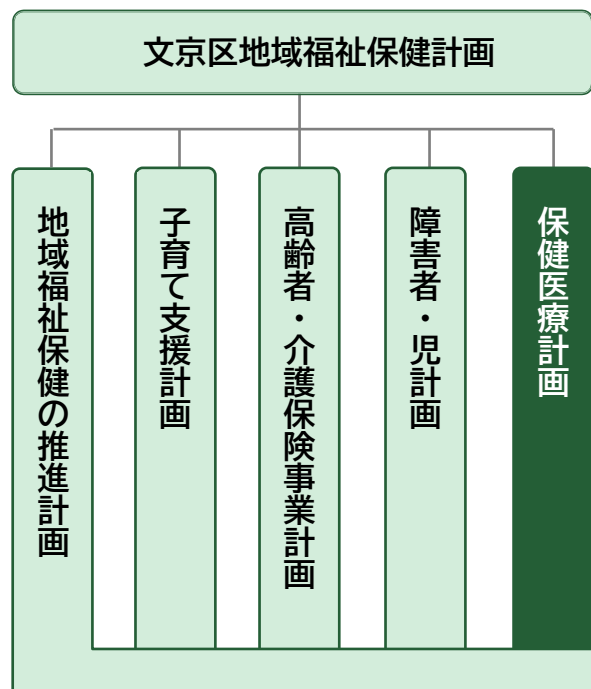 文京区地域福祉保健計画
地域福祉保健の推進計画
子育て支援計画
高齢者・介護保険事業計画
障害者・児計画
保健医療計画